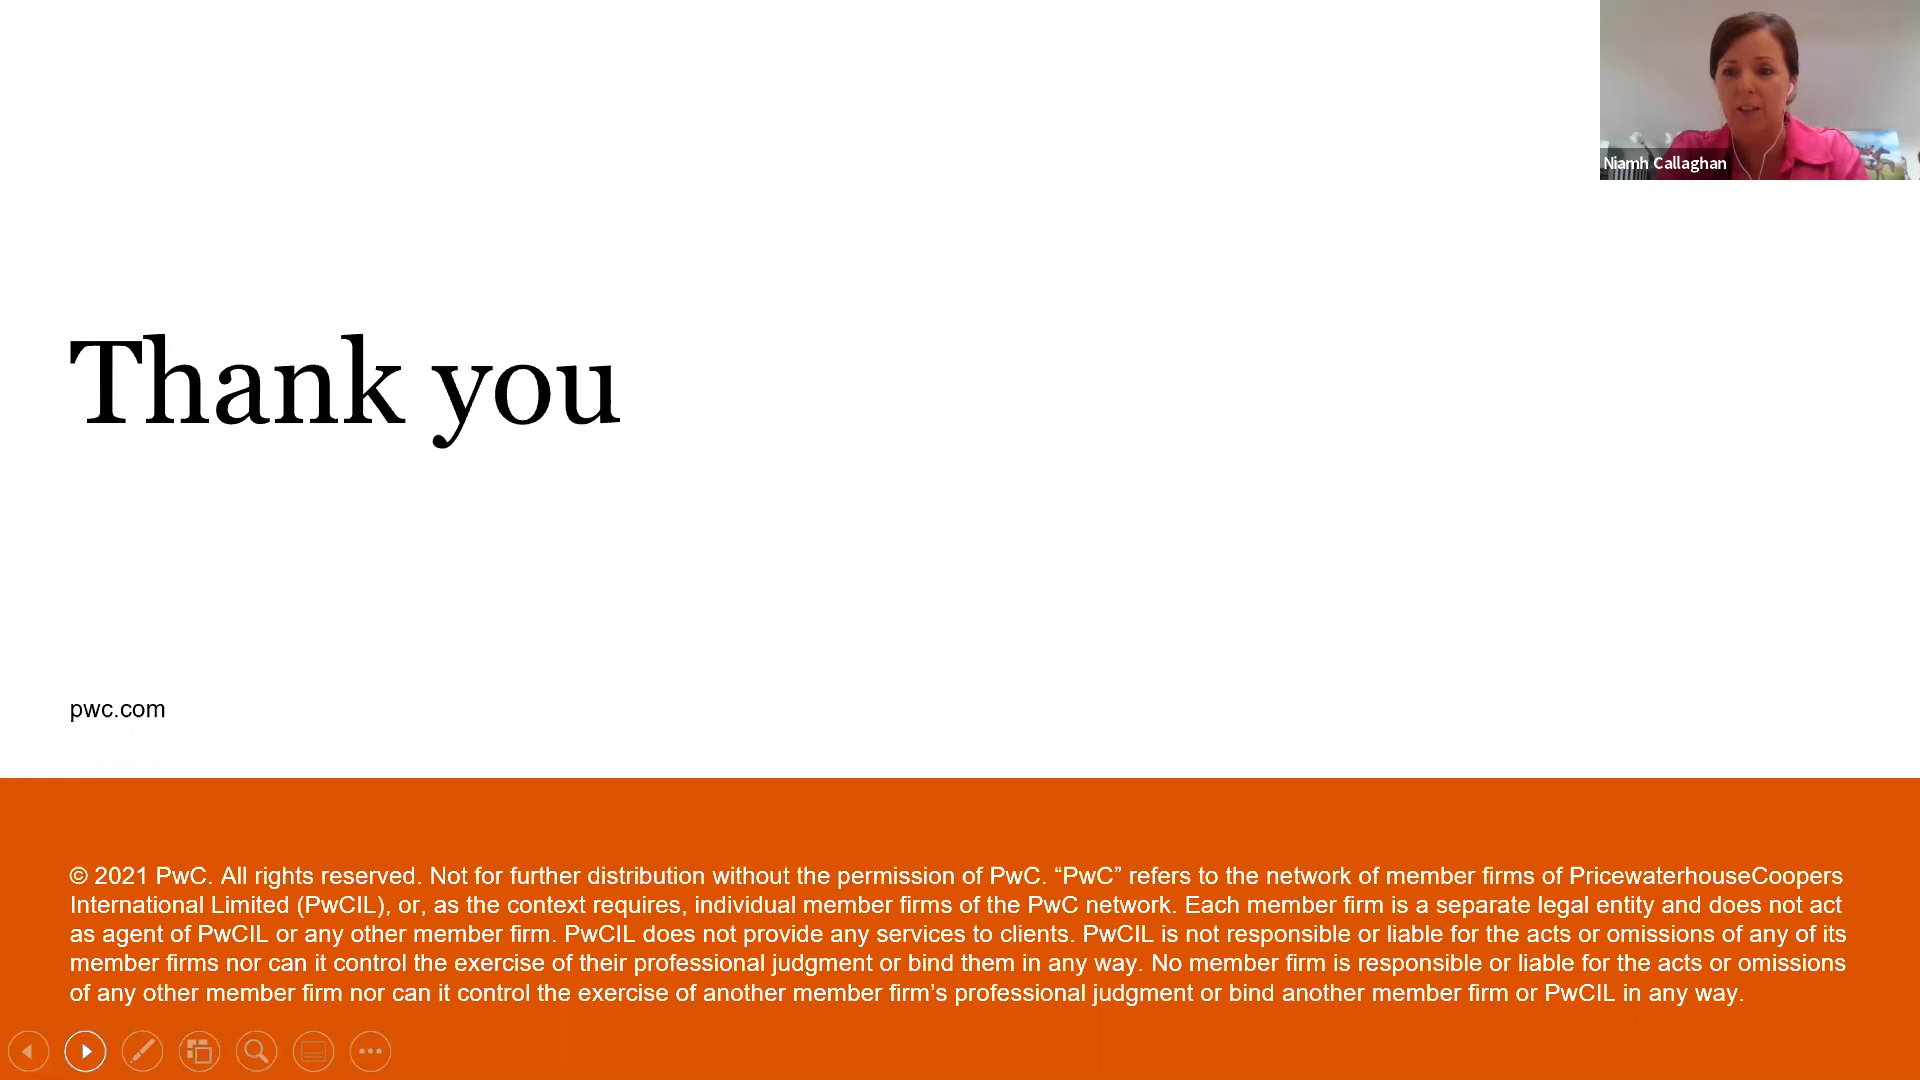 Niamh Callaghan
Thank you
pwc.com
© 2021 PwC. All rights reserved. Not for further distribution without the permission of PwC. “PwC” refers to the network of member firms of PricewaterhouseCoopers
International Limited (PwCIL), or, as the context requires, individual member firms of the PwC network. Each member firm is a separate legal entity and does not act
as agent of PwCIL or any other member firm. PwCIL does not provide any services to clients. PwCIL is not responsible or liable for the acts or omissions of any of its
member firms nor can it control the exercise of their professional judgment or bind them in any way. No member firm is responsible or liable for the acts or omissions
of any other member firm nor can it control the exercise of another member firm’s professional judgment or bind another member firm or PwCIL in any way.